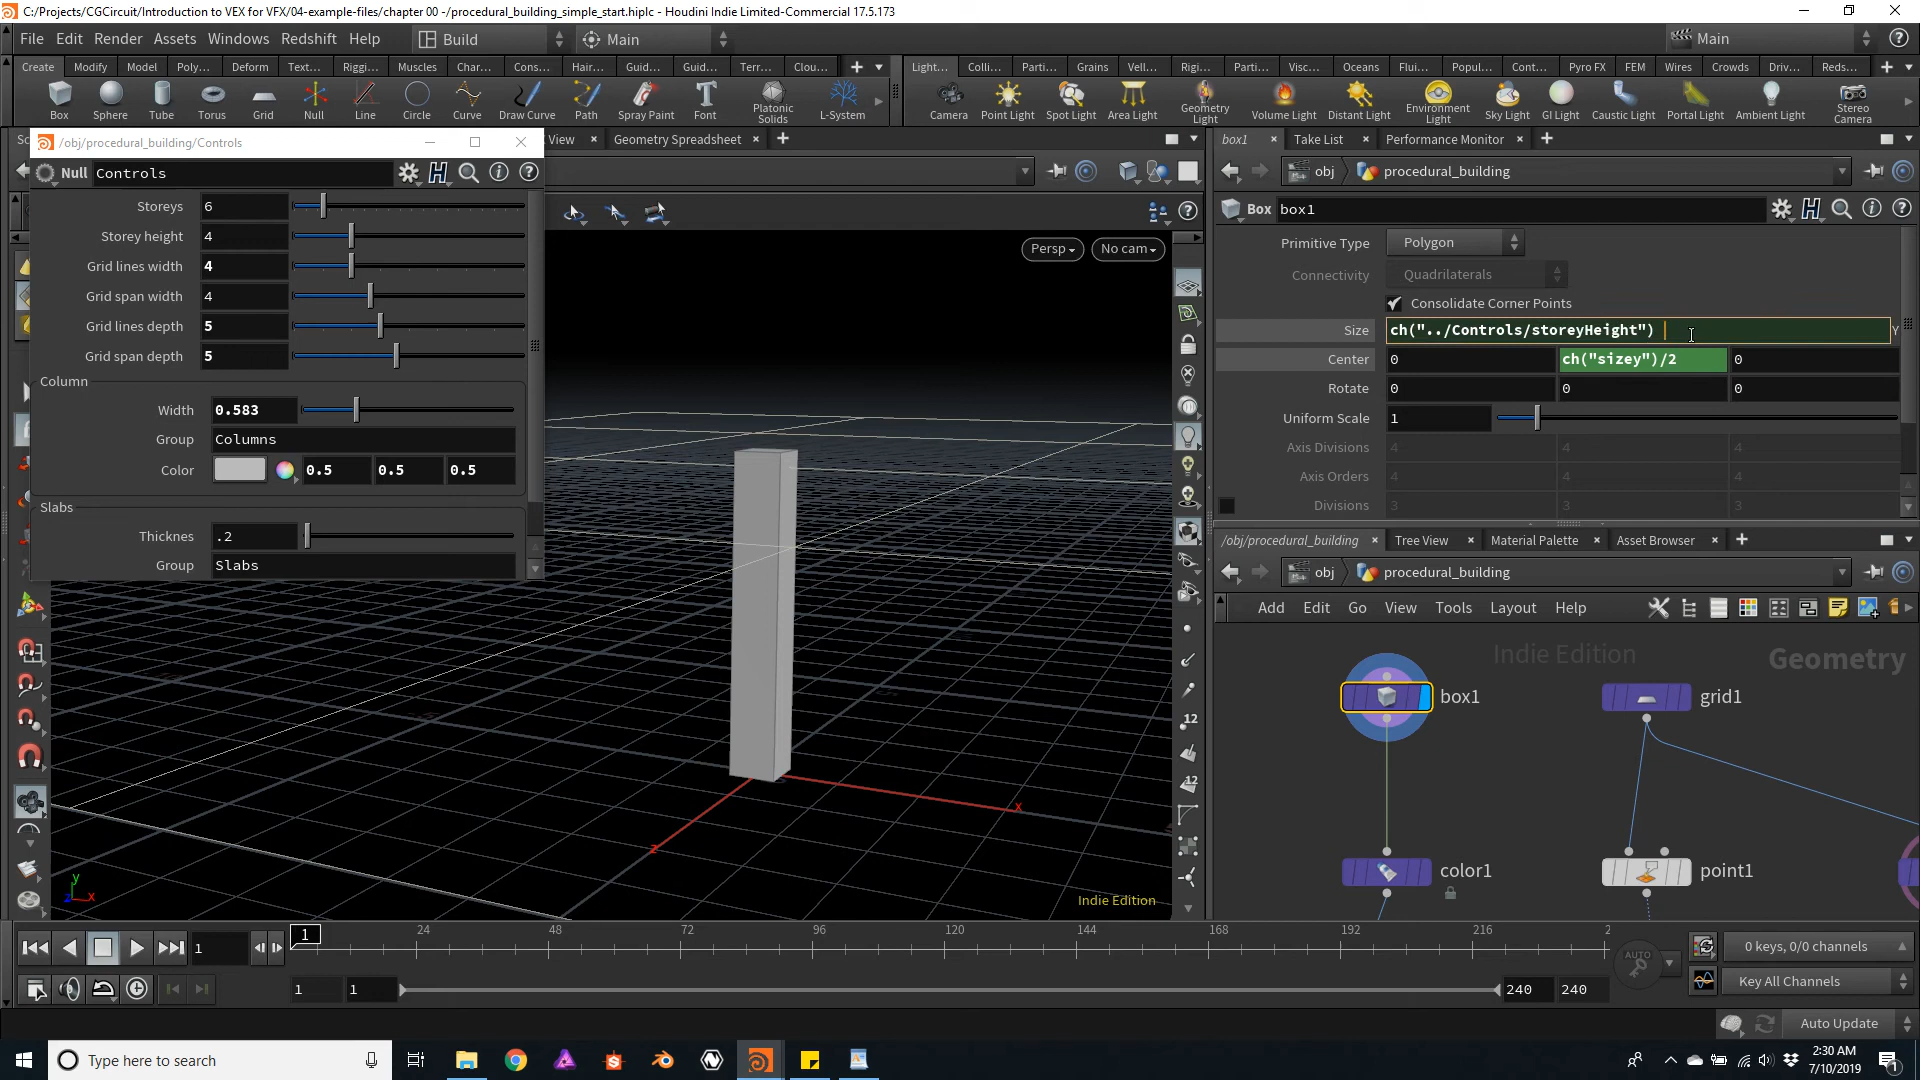 C:/Projects/CGCircuit/Introduction to VEX for VFX/04-example-files/chapter 00 -/procedural_building_simple_start.hiplc - Houdini Indie Limited-Commercial 17.5.173
File Edit Render Assets Windows Redshift Help Build Main Main
Create Modify Model Poly... Deform Text... Riggi... Muscles Char... Cons... Hair... Guid... Guid... Terr... Clou...
Light... Colli... Parti... Grains Vell... Rigi... Parti... Visc... Oceans Flui... Popul... Cont... Pyro FX FEM Wires Crowds Driv... Reds...
Box Sphere Tube Torus Grid Null Line Circle Curve Draw Curve Path Spray Paint Font Platonic Solids L-System
Camera Point Light Spot Light Area Light Geometry Light Volume Light Distant Light Environment Light Sky Light GI Light Caustic Light Portal Light Ambient Light Stereo Camera
/obj/procedural_building/Controls
View Geometry Spreadsheet
box1 Take List Performance Monitor
Null Controls
obj procedural_building
Box box1
Storeys 6
Storey height 4
Grid lines width 4
Grid span width 4
Grid lines depth 5
Grid span depth 5
Column
Width 0.583
Group Columns
Color 0.5 0.5 0.5
Slabs
Thicknes .2
Group Slabs
Persp No cam
Primitive Type Polygon
Connectivity Quadrilaterals
Consolidate Corner Points
Size ch("../Controls/storeyHeight") Y
Center 0 ch("sizey")/2 0
Rotate 0 0 0
Uniform Scale 1
Axis Divisions 4 4 4
Axis Orders 4 4 4
Divisions 3 3 3
/obj/procedural_building Tree View Material Palette Asset Browser
obj procedural_building
Add Edit Go View Tools Layout Help
Indie Edition Geometry
box1 grid1
color1 point1
12
12
x
z
y
z x
Indie Edition
1 1 24 48 72 96 120 144 168 192 216 2
AUTO
0 keys, 0/0 channels
1 1 240 240
Key All Channels
Auto Update
Type here to search
2:30 AM
7/10/2019
1